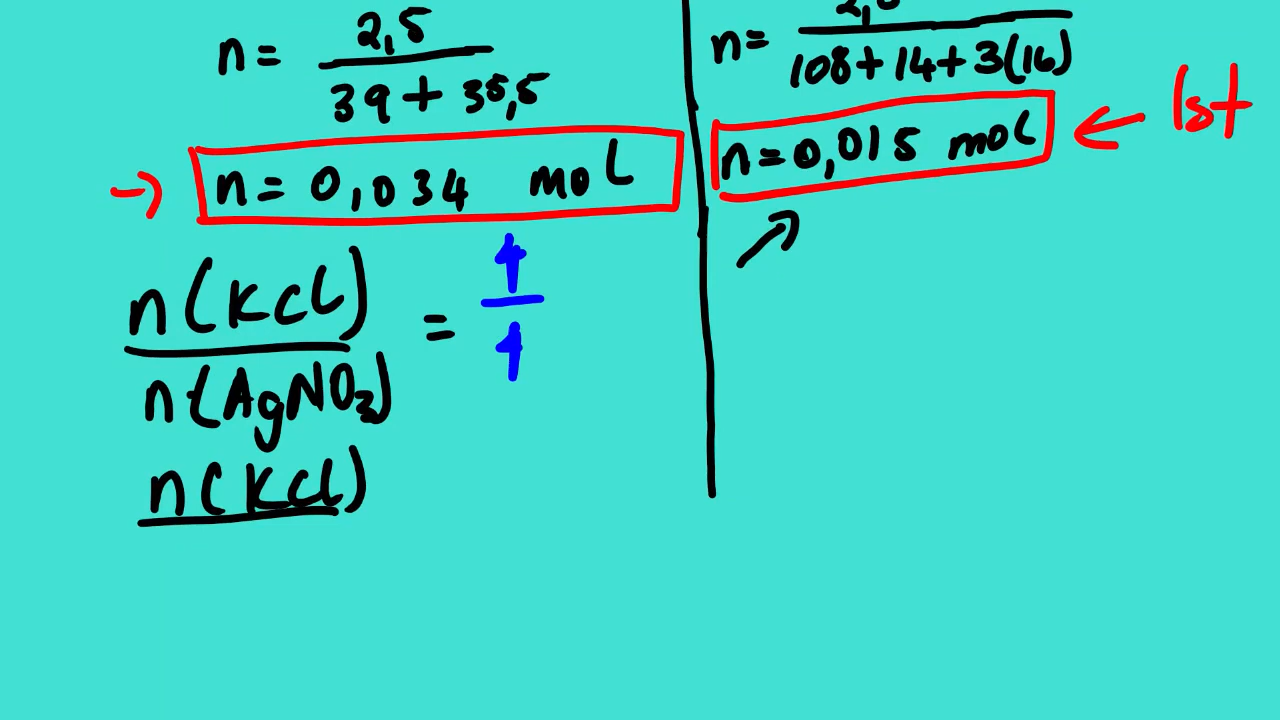 n = 2,5 / 39 + 35,5
n = 0,034 mol
n(KCl) / n(AgNO3) = 1 / 1
n(KCl)
n = / 108 + 14 + 3(16)
n = 0,015 mol
1st